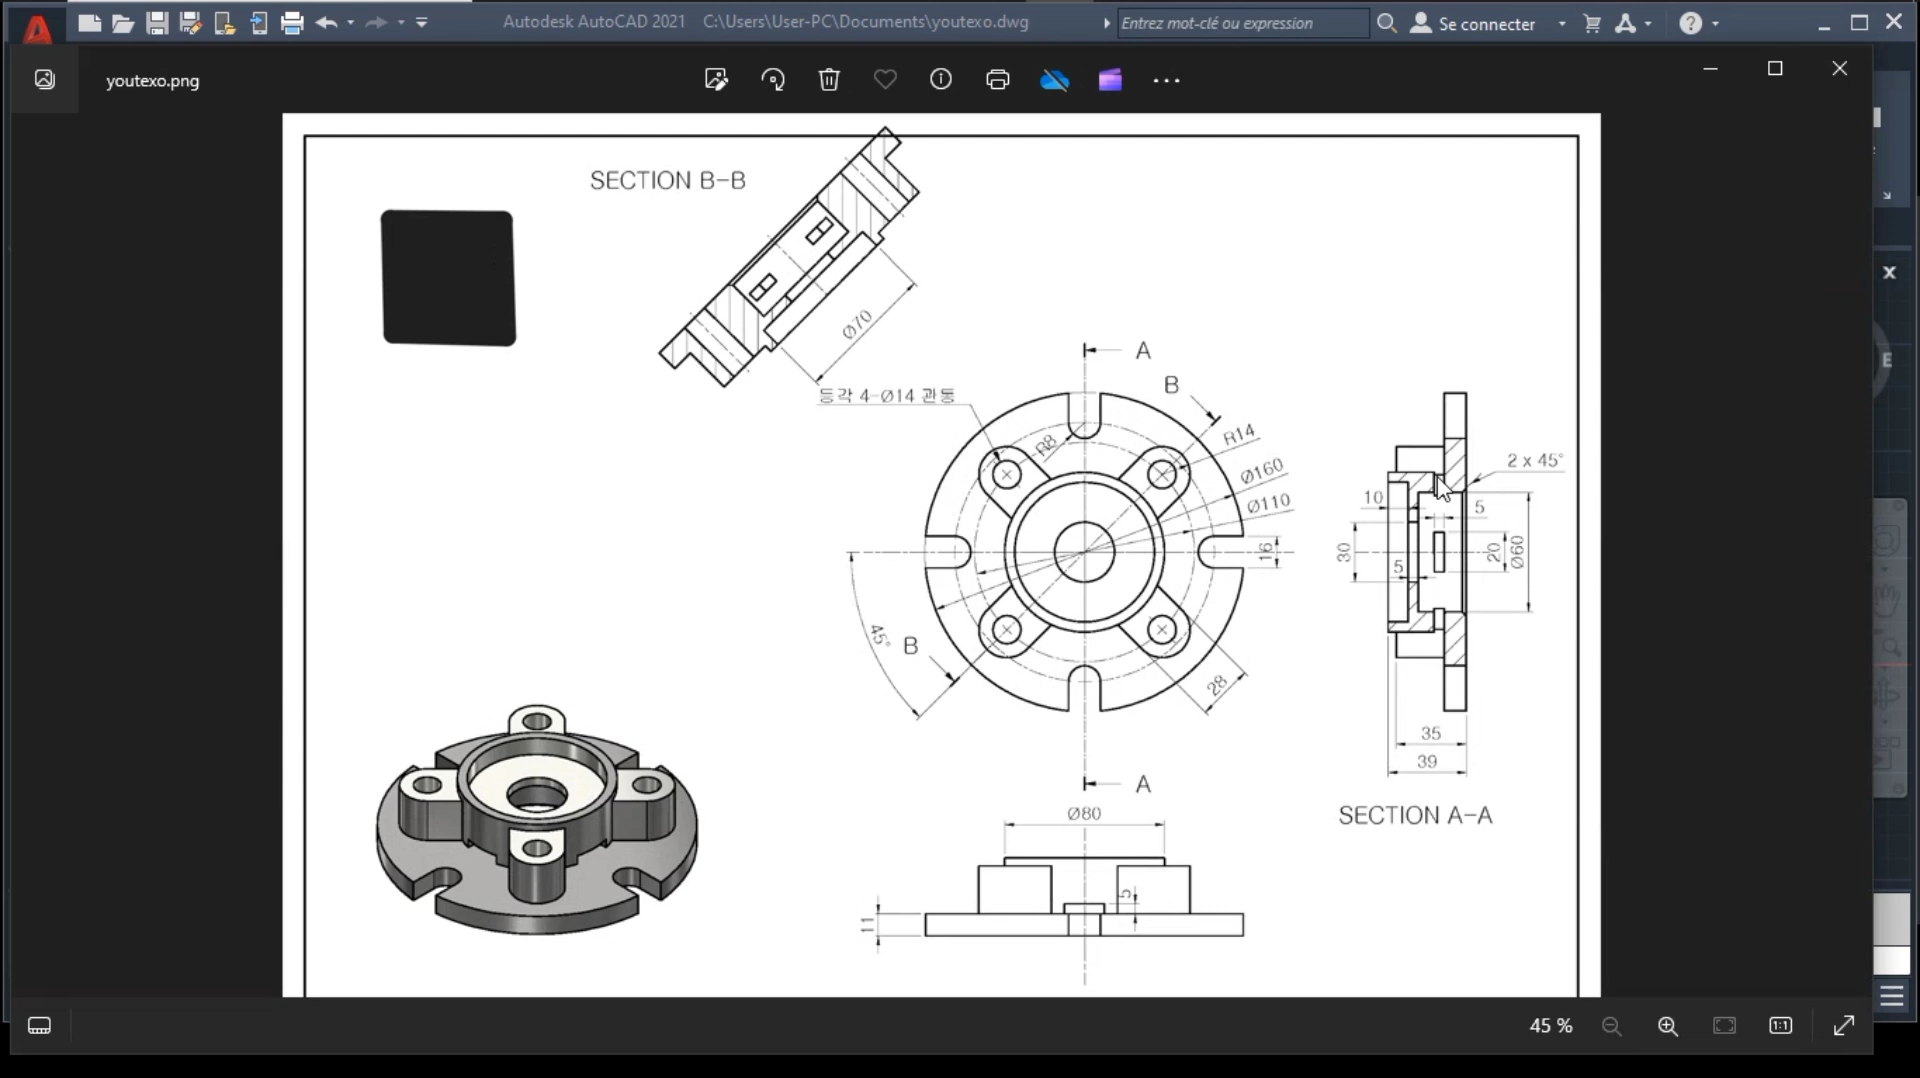 Autodesk AutoCAD 2021 C:\Users\User-PC\Documents\youtexo.dwg
Entrez mot-clé ou expression
Se connecter
youtexo.png
SECTION B-B
Ø70
등각 4-Ø14 관통
A
B
R8
R14
Ø160
Ø110
16
45°
B
28
A
2 x 45°
10
5
30
5
20
Ø60
35
39
SECTION A-A
Ø80
5
11
E
X
45 %
1:1